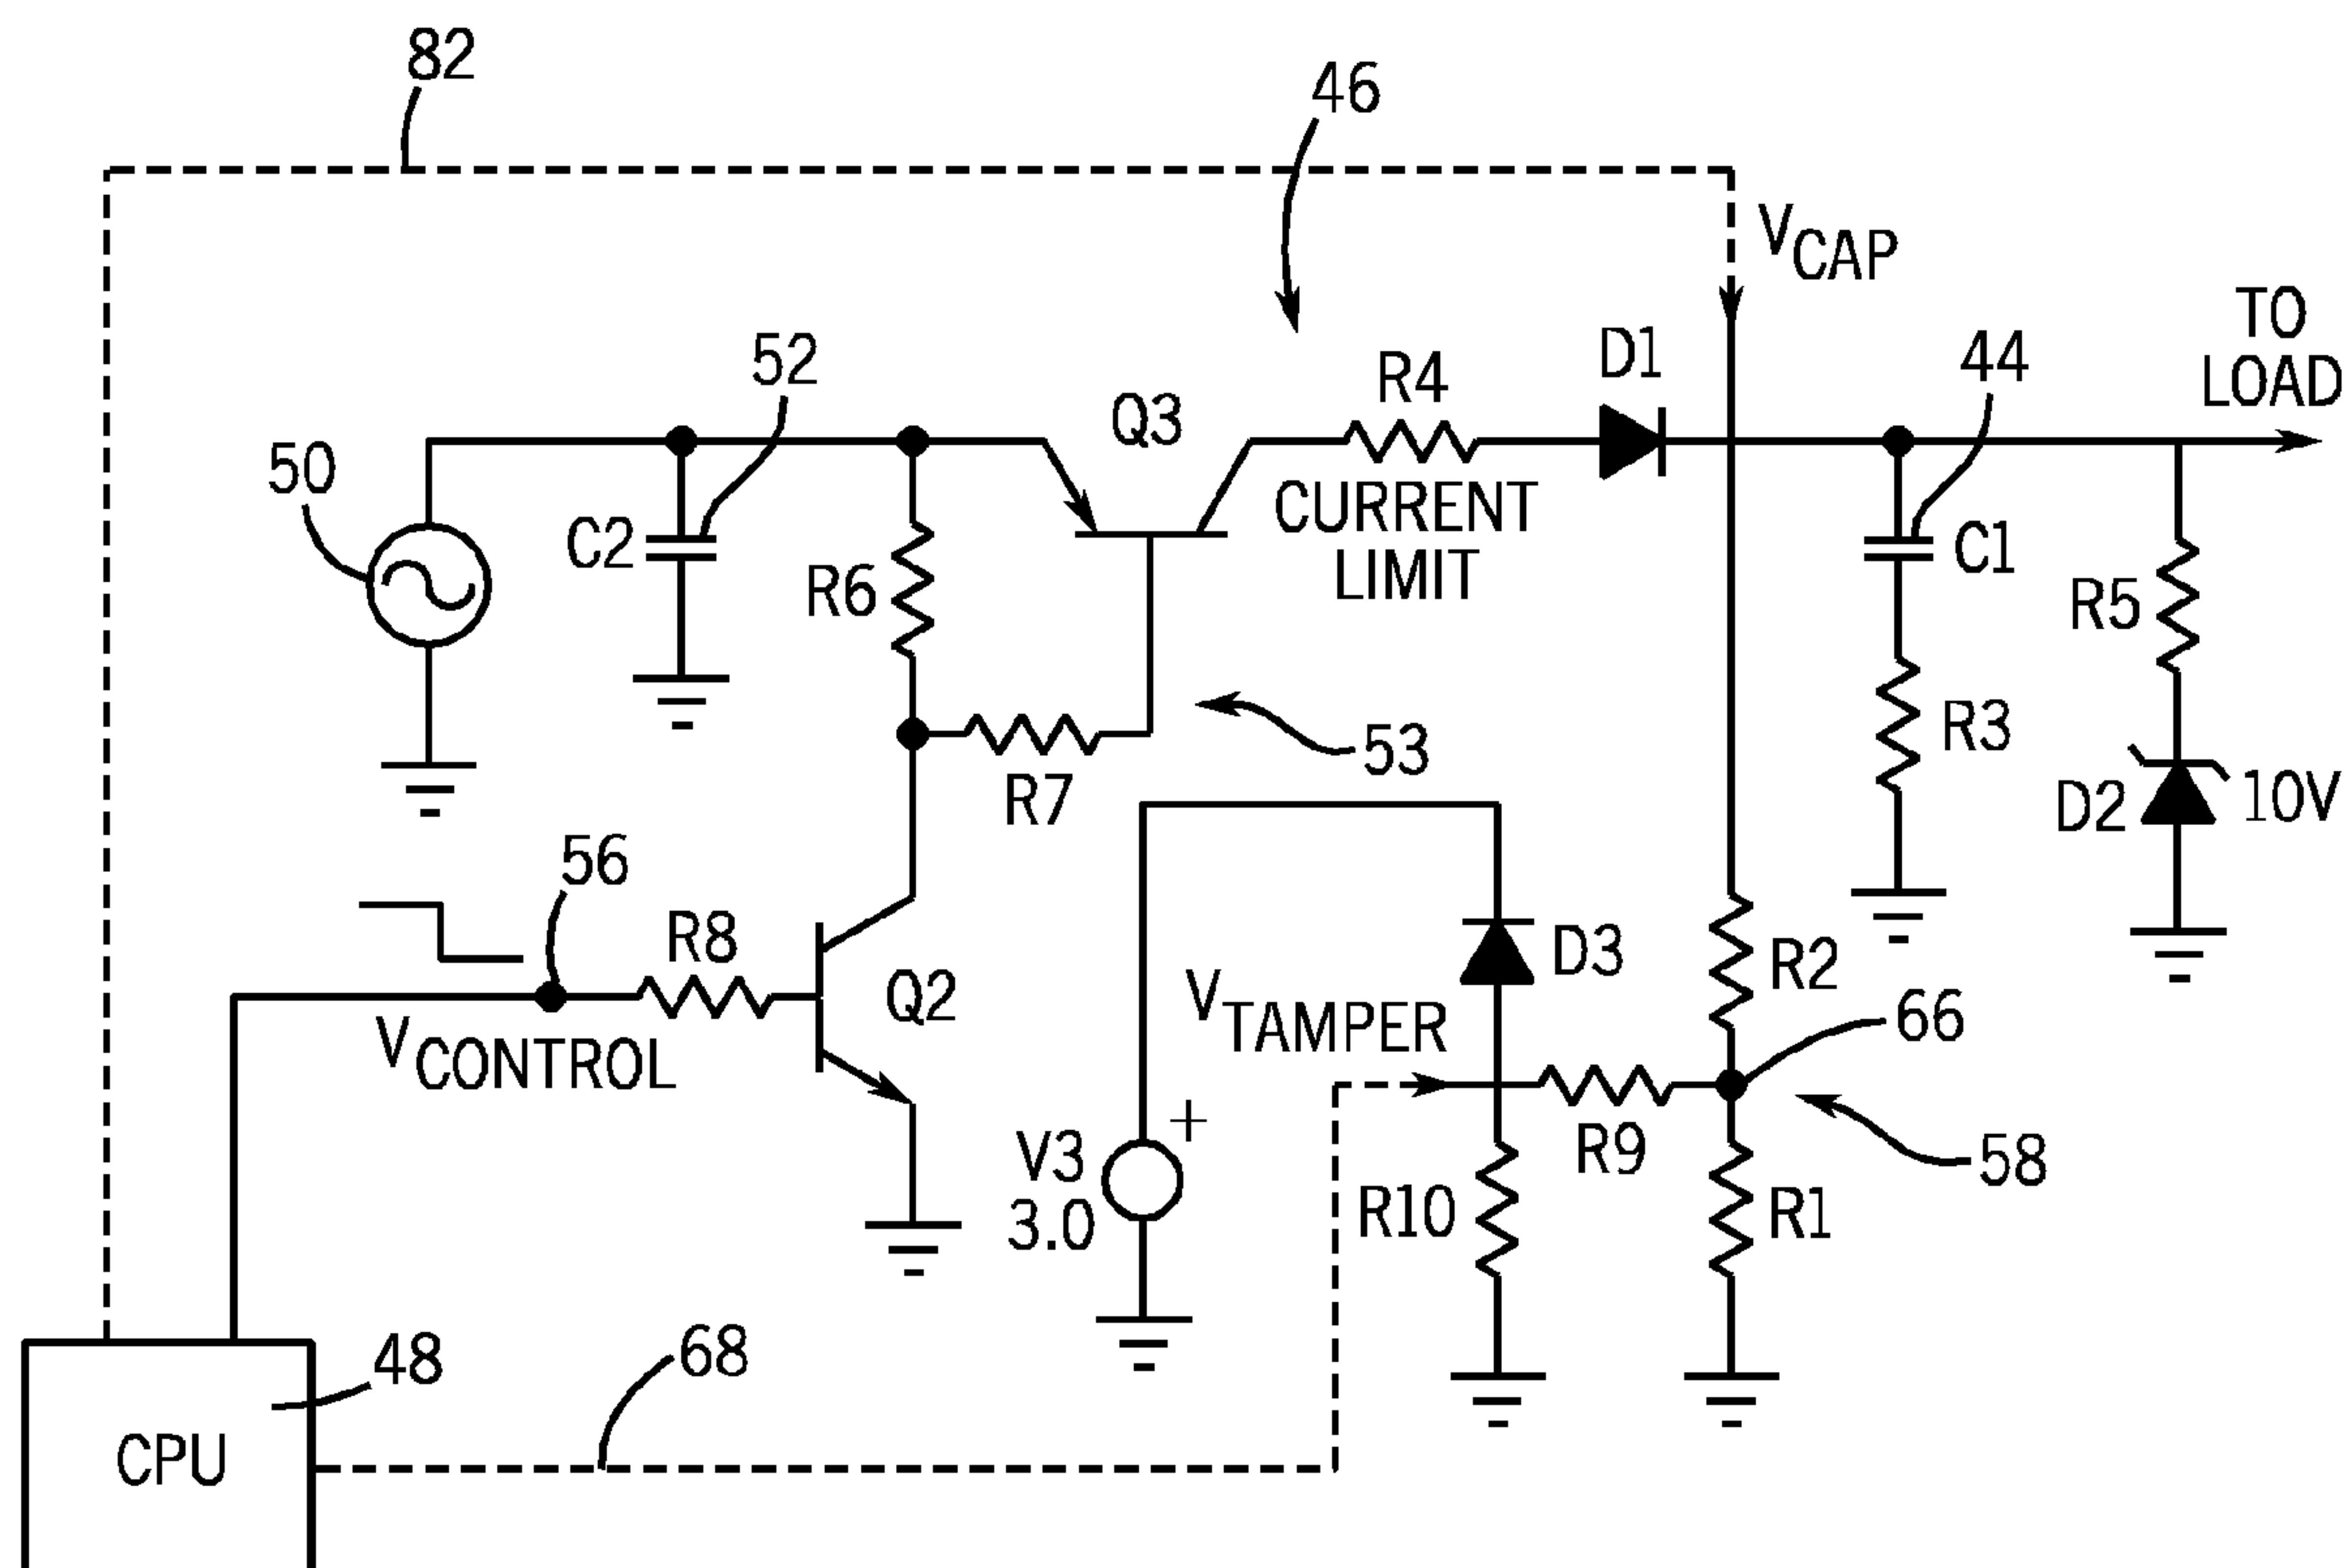 82
46
VCAP
TO
LOAD
52
50
C2
R6
Q3
R4
CURRENT
LIMIT
D1
44
C1
R5
R3
D2
10V
53
R7
56
R8
VCONTROL
Q2
D3
R2
VTAMPER
66
58
R9
R1
R10
+
V3
3.0
48
68
CPU